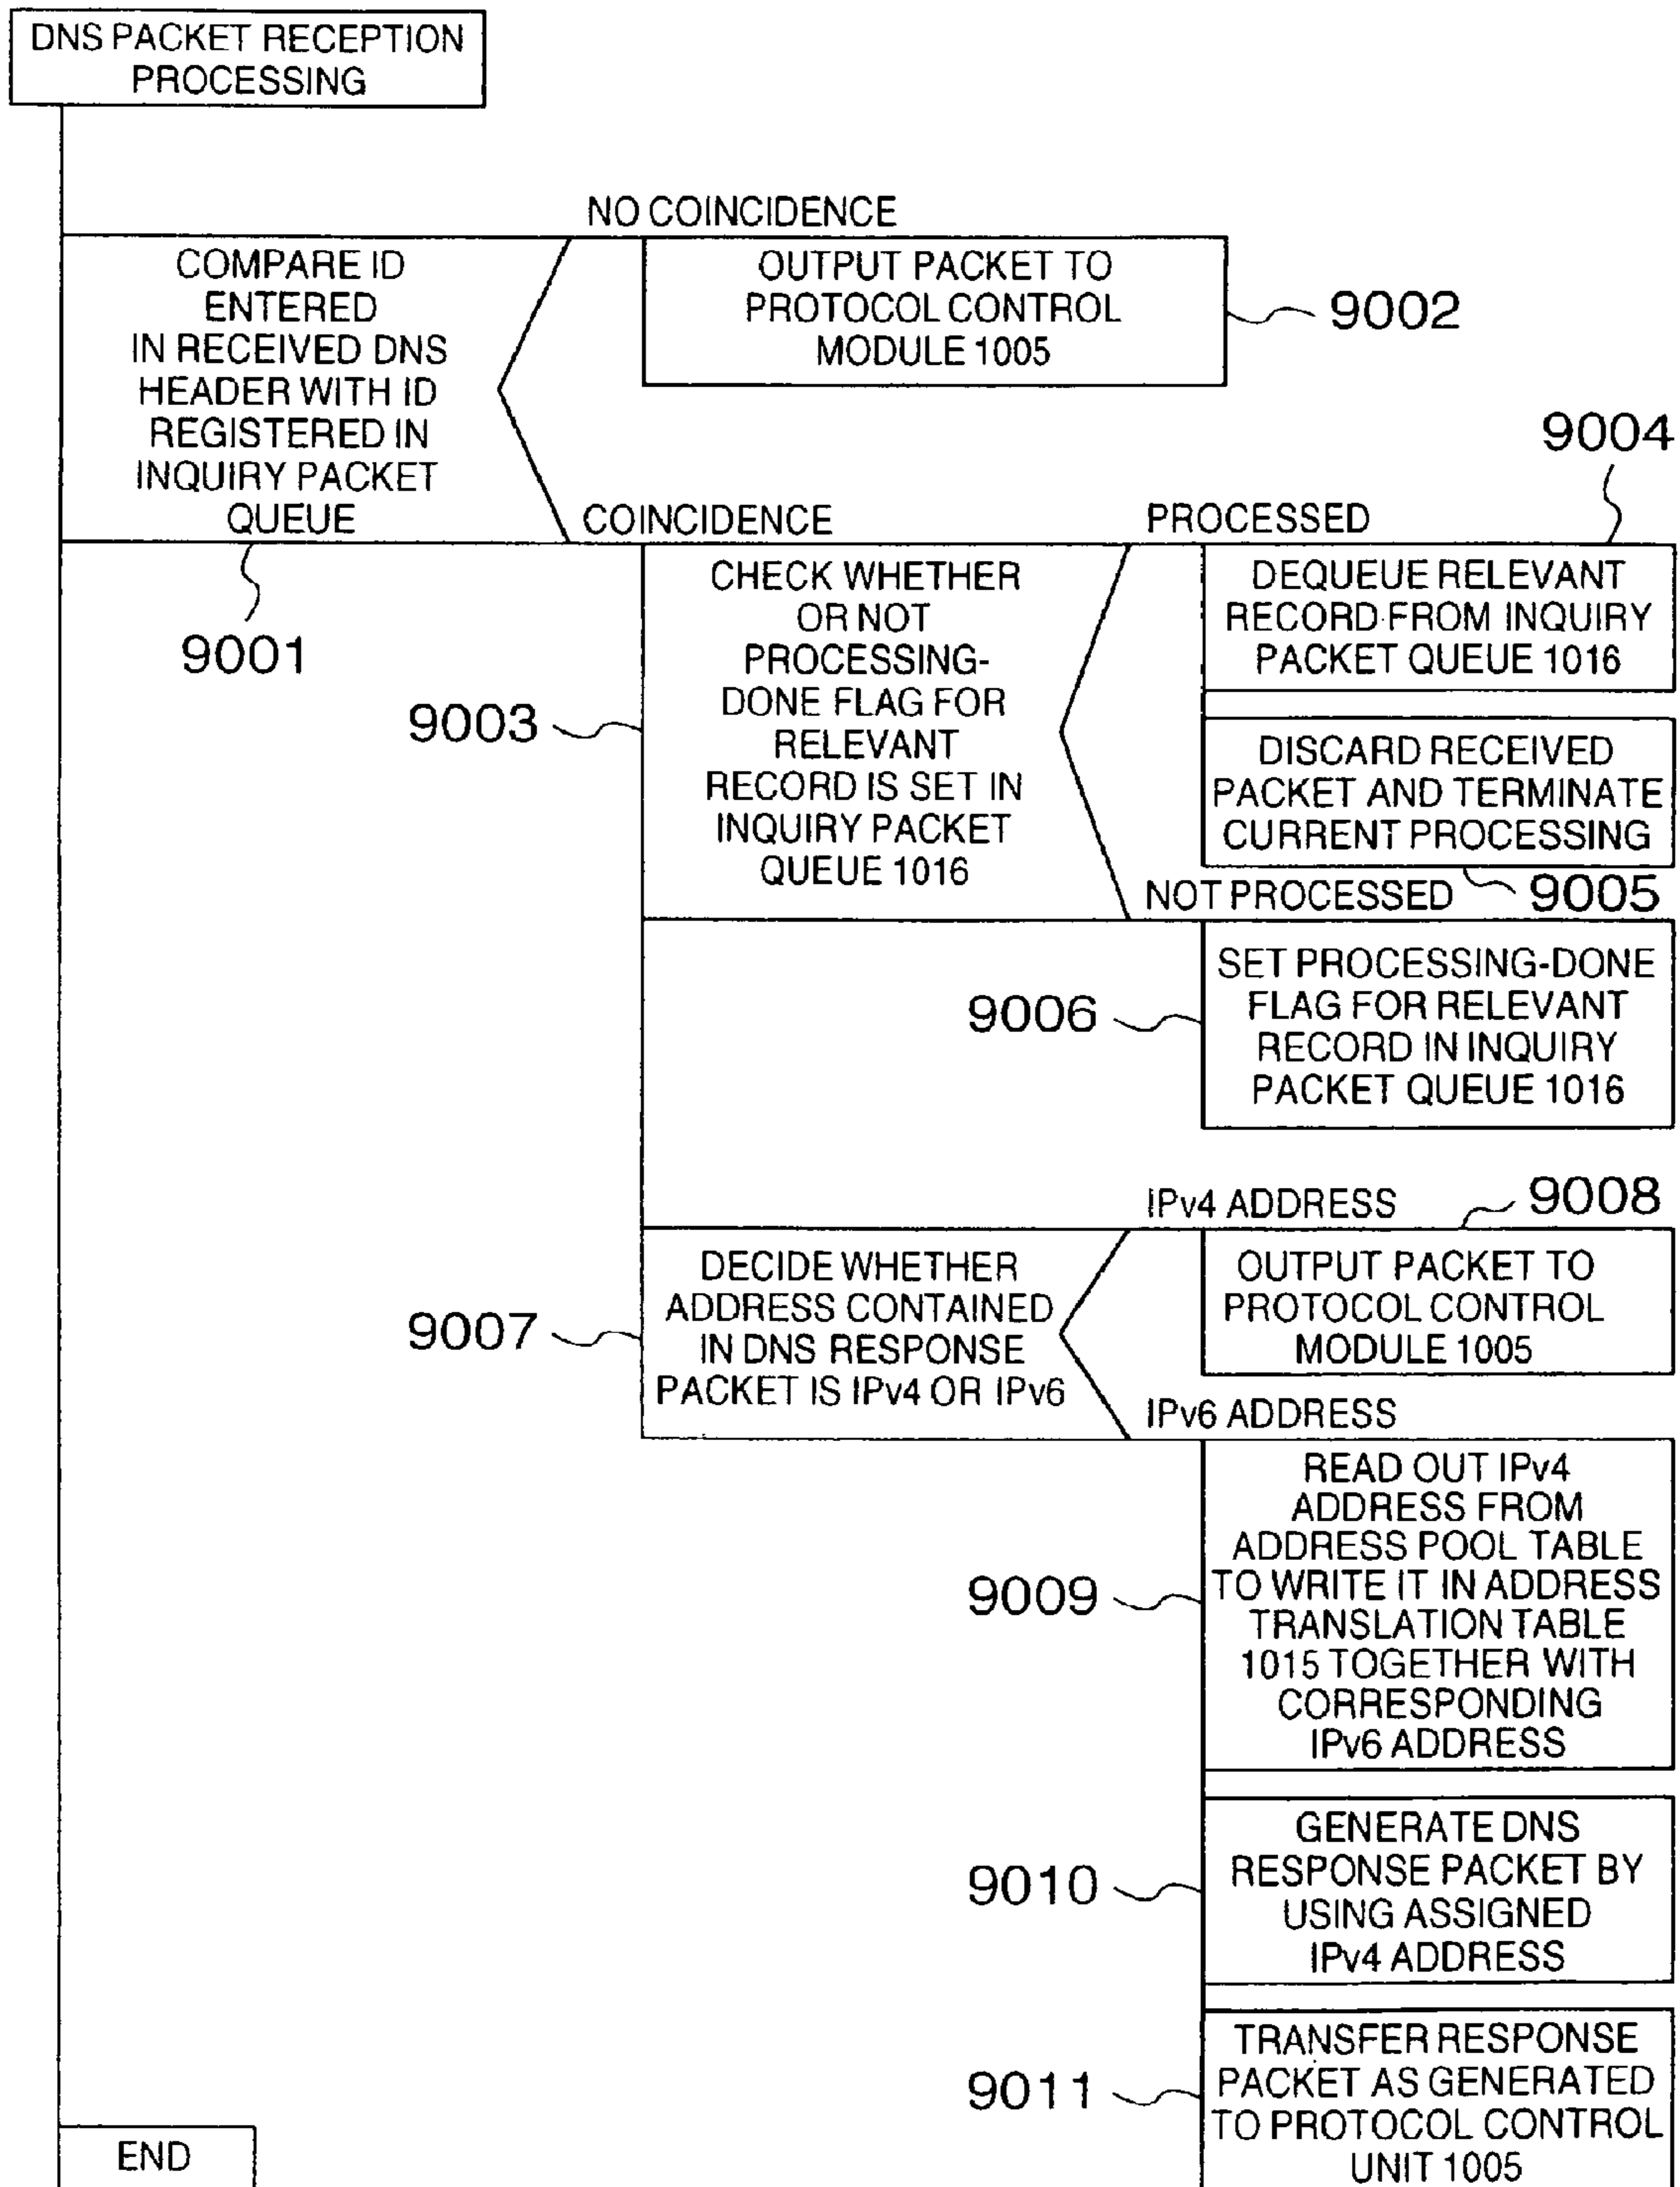 DNS PACKET RECEPTION
PROCESSING
NO COINCIDENCE
COMPARE ID
ENTERED
IN RECEIVED DNS
HEADER WITH ID
REGISTERED IN
INQUIRY PACKET
QUEUE
9001
OUTPUT PACKET TO
PROTOCOL CONTROL
MODULE 1005
9002
COINCIDENCE
CHECK WHETHER
OR NOT
PROCESSING-
DONE FLAG FOR
RELEVANT
RECORD IS SET IN
INQUIRY PACKET
QUEUE 1016
9003
PROCESSED
9004
DEQUEUE RELEVANT
RECORD FROM INQUIRY
PACKET QUEUE 1016
DISCARD RECEIVED
PACKET AND TERMINATE
CURRENT PROCESSING
9005
NOT PROCESSED
SET PROCESSING-DONE
FLAG FOR RELEVANT
RECORD IN INQUIRY
PACKET QUEUE 1016
9006
DECIDE WHETHER
ADDRESS CONTAINED
IN DNS RESPONSE
PACKET IS IPv4 OR IPv6
9007
IPv4 ADDRESS
9008
OUTPUT PACKET TO
PROTOCOL CONTROL
MODULE 1005
IPv6 ADDRESS
READ OUT IPv4
ADDRESS FROM
ADDRESS POOL TABLE
TO WRITE IT IN ADDRESS
TRANSLATION TABLE
1015 TOGETHER WITH
CORRESPONDING
IPv6 ADDRESS
9009
GENERATE DNS
RESPONSE PACKET BY
USING ASSIGNED
IPv4 ADDRESS
9010
TRANSFER RESPONSE
PACKET AS GENERATED
TO PROTOCOL CONTROL
UNIT 1005
9011
END